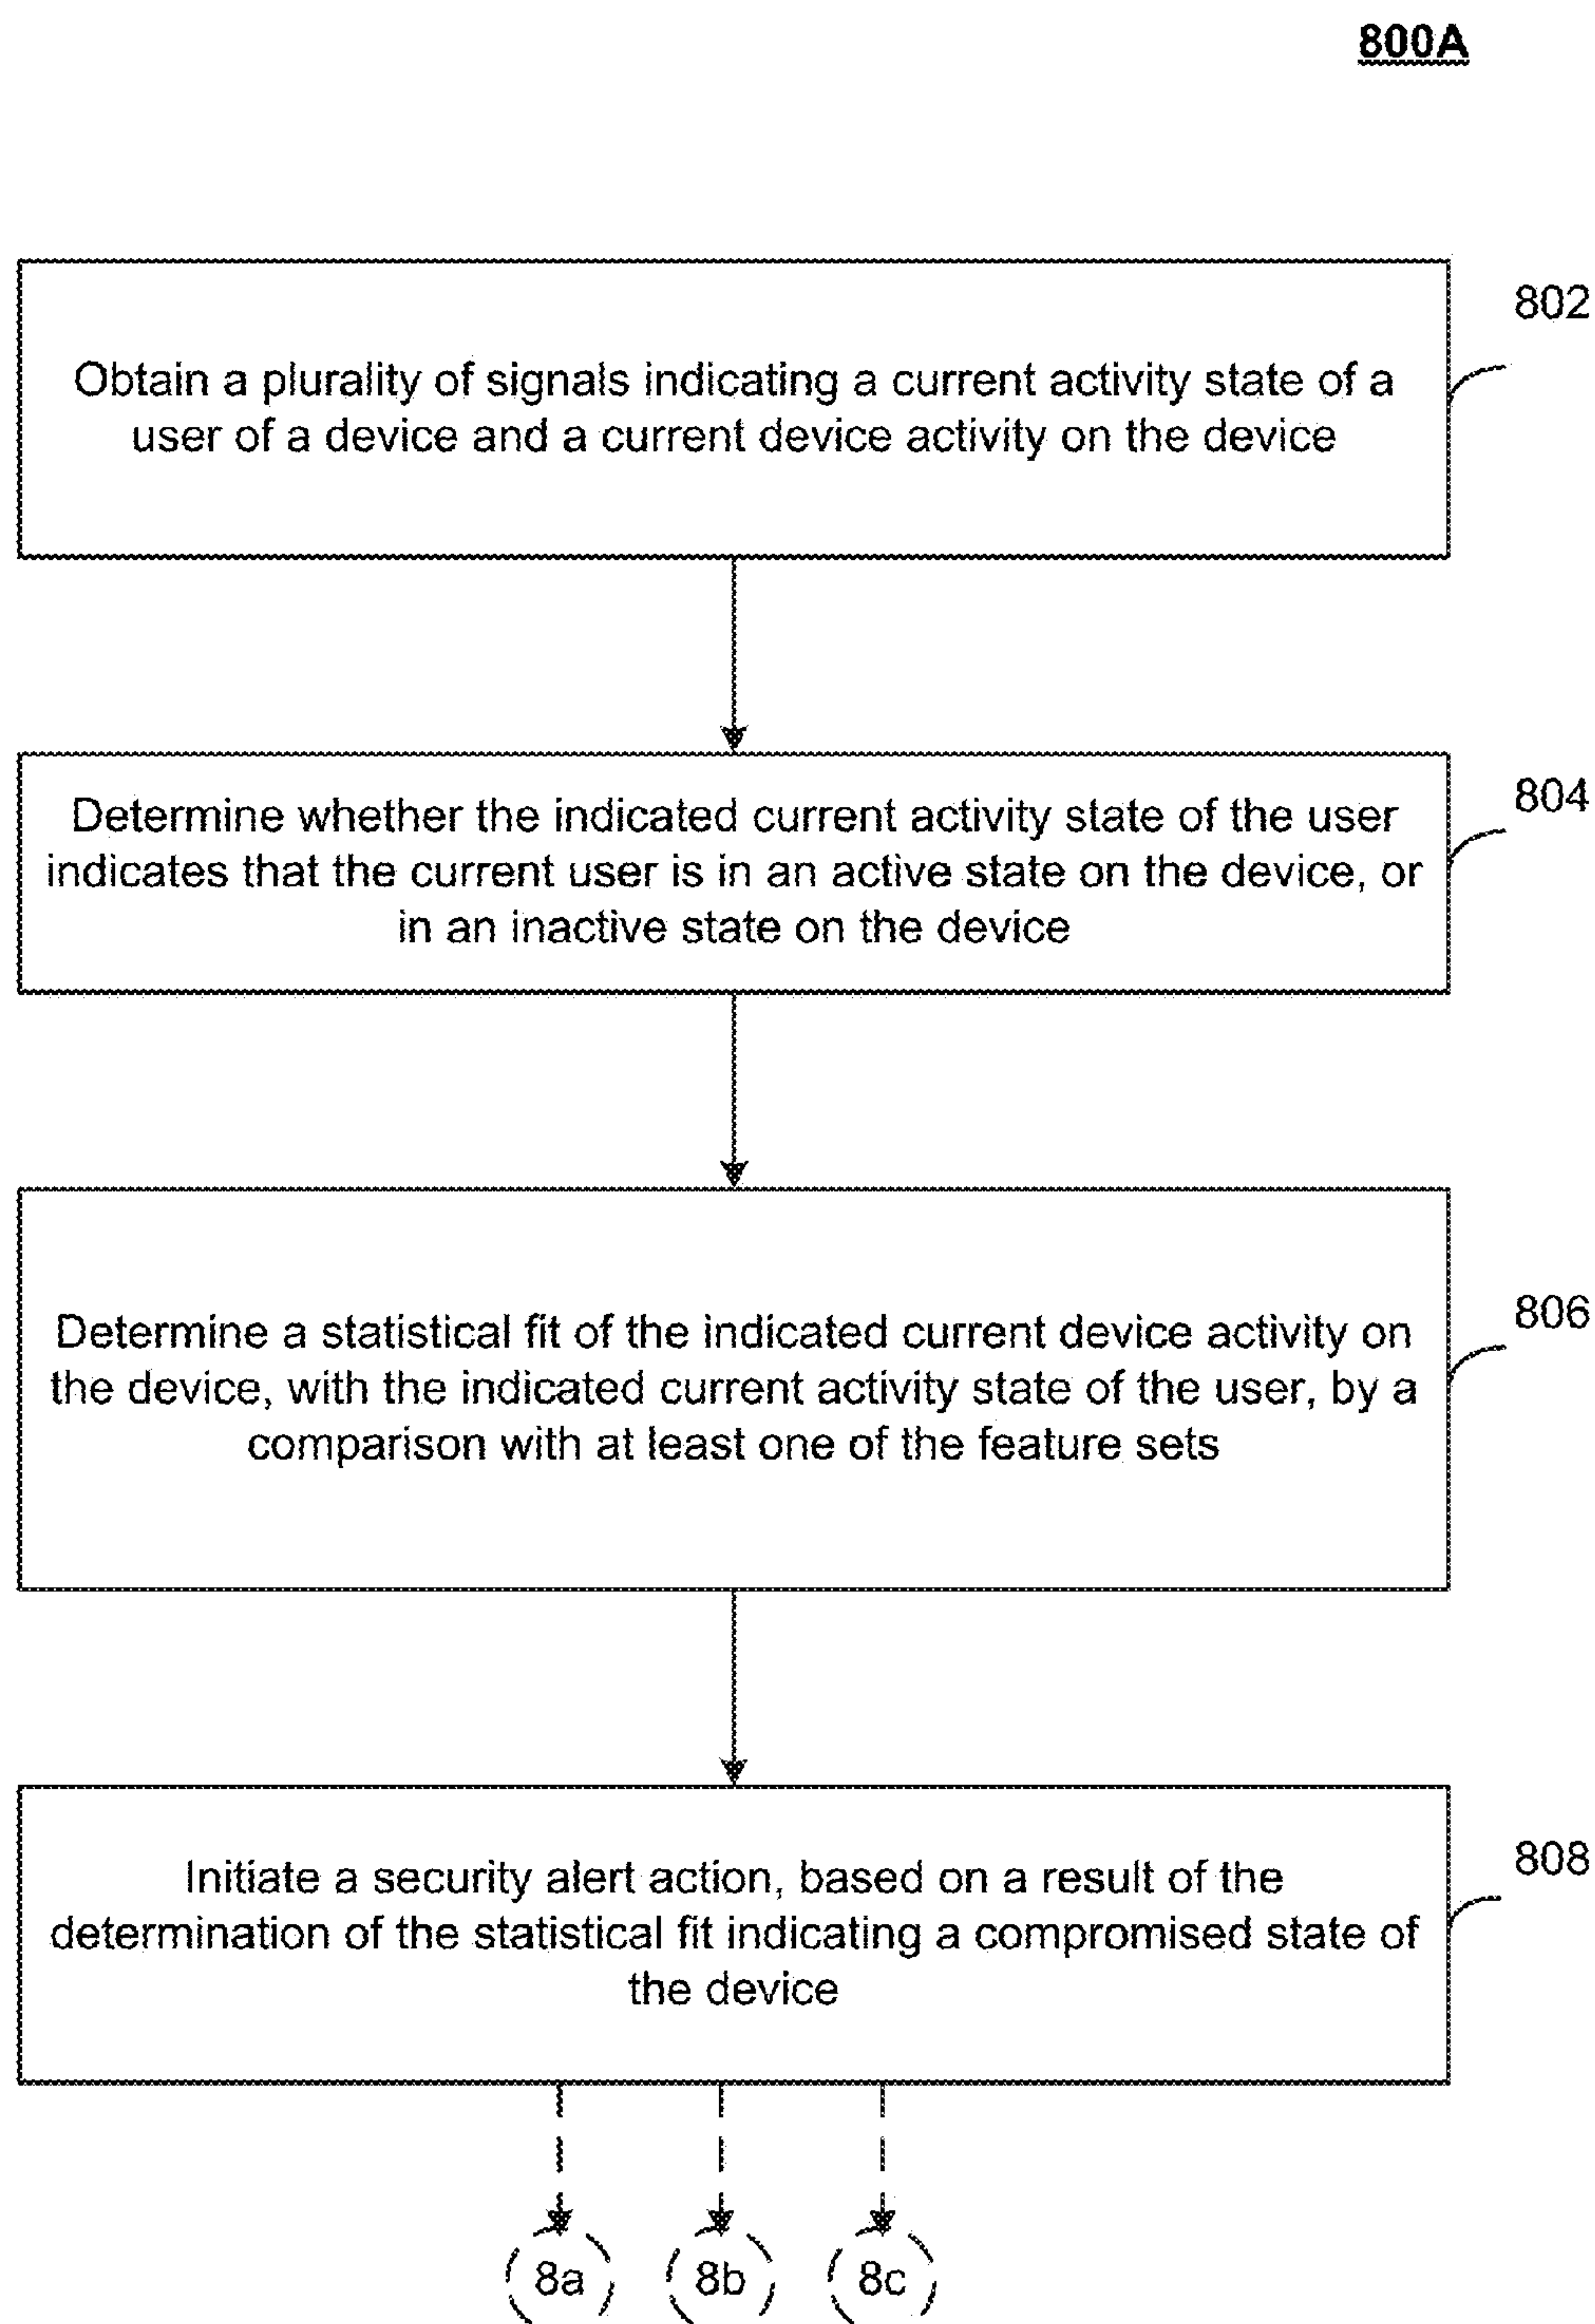 800A
802
Obtain a plurality of signals indicating a current activity state of a
user of a device and a current device activity on the device
804
Determine whether the indicated current activity state of the user
indicates that the current user is in an active state on the device, or
in an inactive state on the device
806
Determine a statistical fit of the indicated current device activity on
the device, with the indicated current activity state of the user, by a
comparison with at least one of the feature sets
808
Initiate a security alert action, based on a result of the
determination of the statistical fit indicating a compromised state of
the device
8a 8b 8c